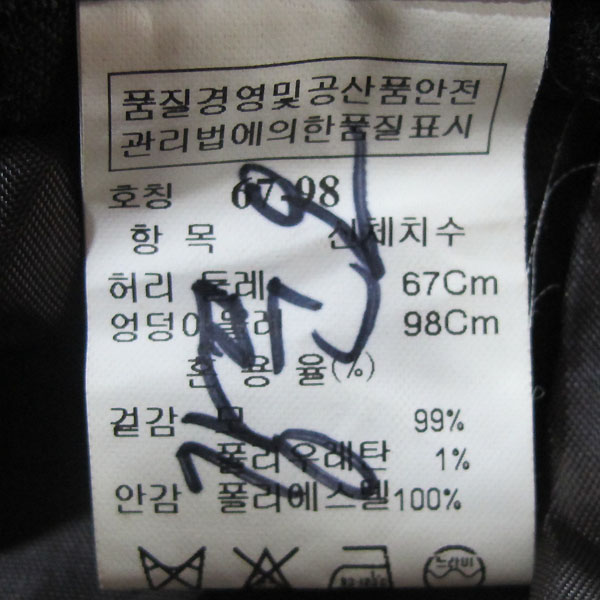 품질경영및공산품안전
관리법에의한품질표시
호칭 67-98
항 목 신체치수
허리 둘레 67Cm
엉덩이둘레 98Cm
혼 용 율(%)
겉감 모 99%
폴리우레탄 1%
안감 폴리에스텔100%
드라이